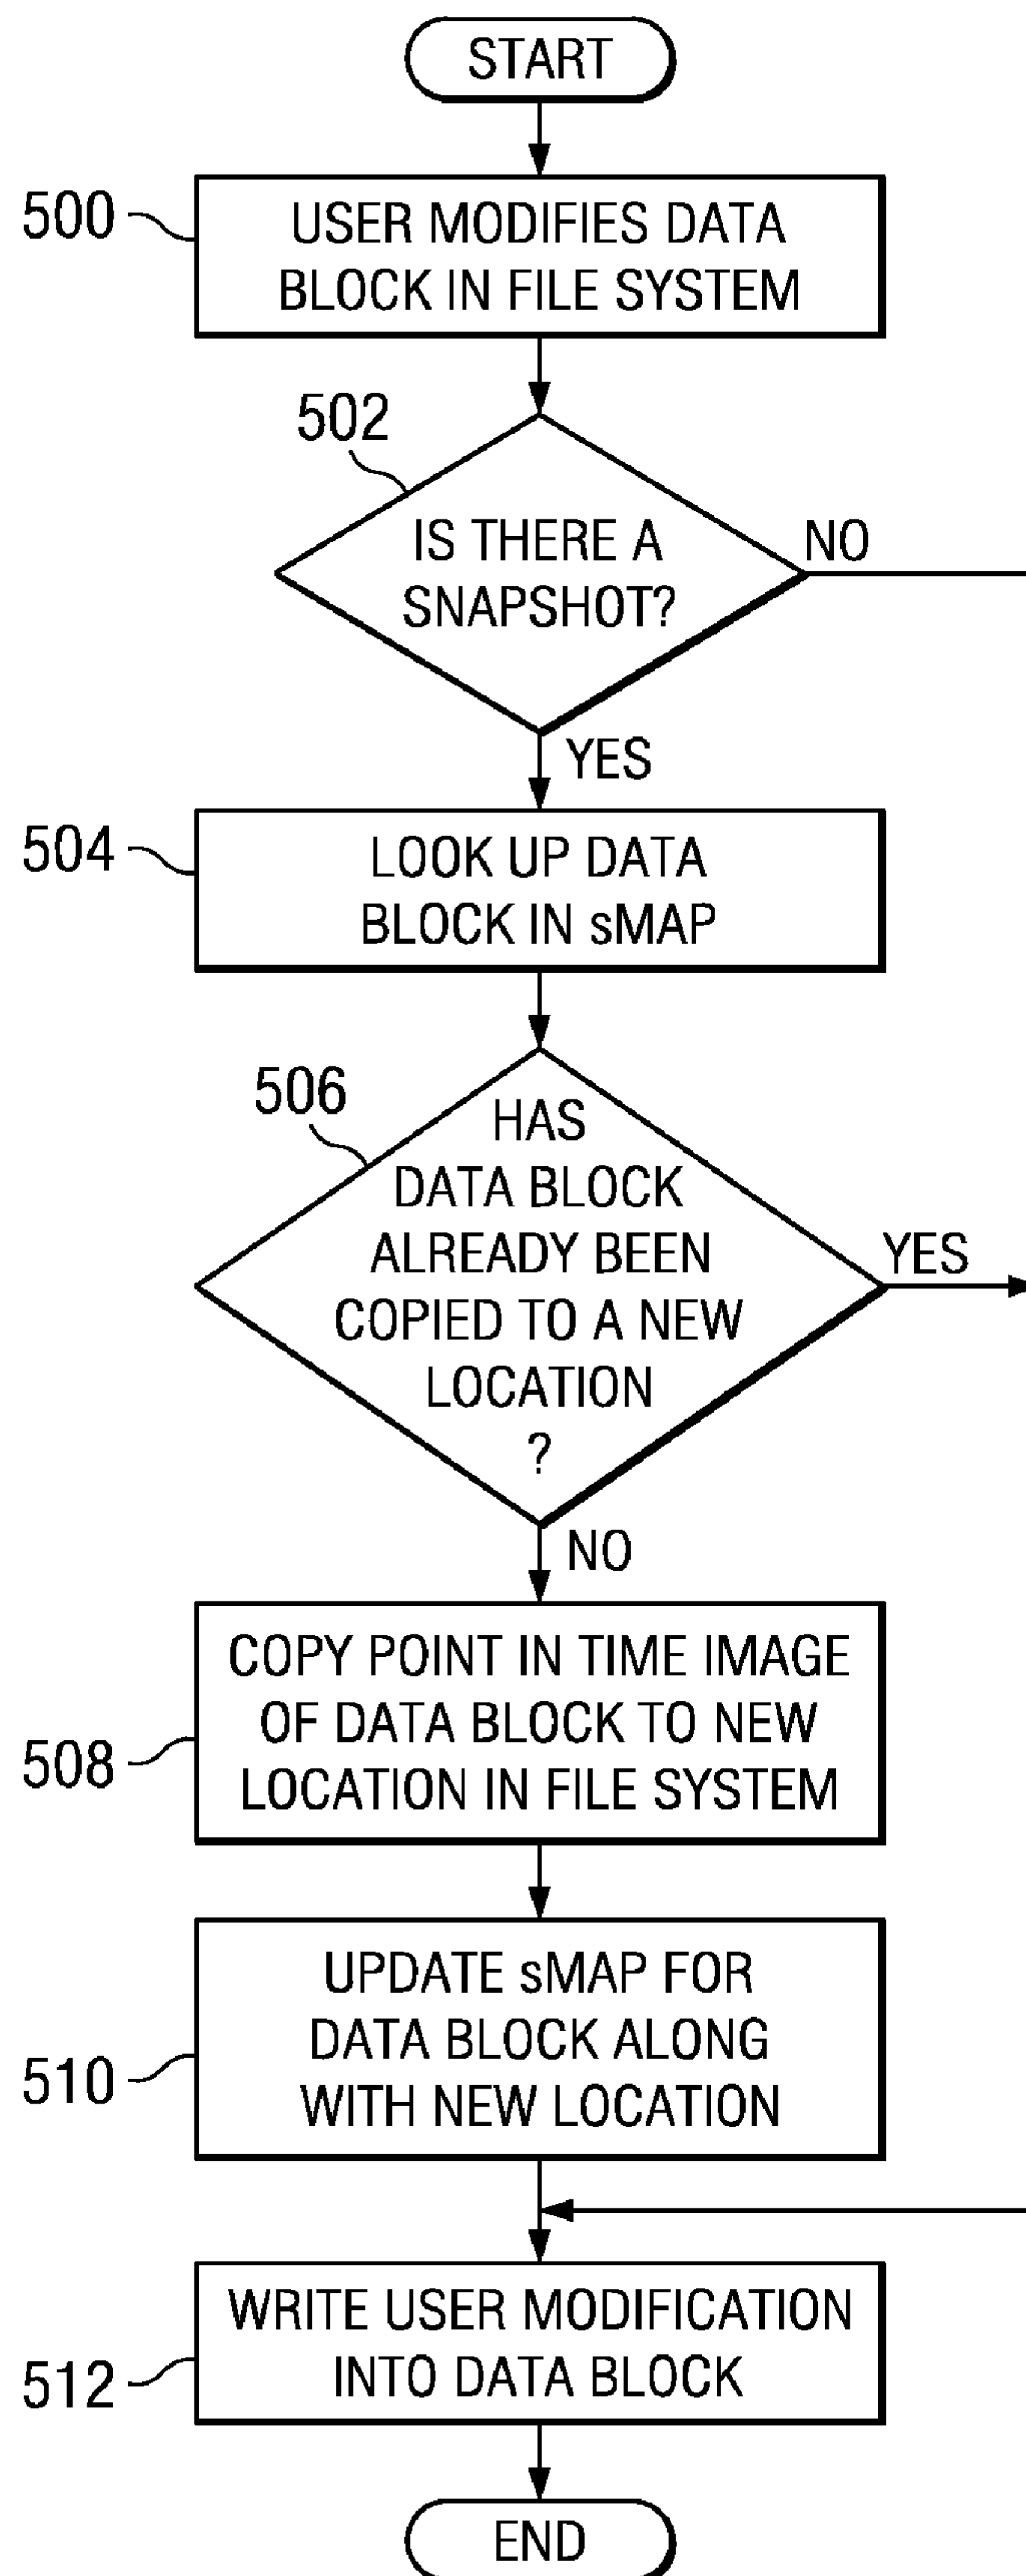 START
500
USER MODIFIES DATA
BLOCK IN FILE SYSTEM
502
IS THERE A
SNAPSHOT?
NO
YES
504
LOOK UP DATA
BLOCK IN sMAP
506
HAS
DATA BLOCK
ALREADY BEEN
COPIED TO A NEW
LOCATION
?
YES
NO
508
COPY POINT IN TIME IMAGE
OF DATA BLOCK TO NEW
LOCATION IN FILE SYSTEM
510
UPDATE sMAP FOR
DATA BLOCK ALONG
WITH NEW LOCATION
512
WRITE USER MODIFICATION
INTO DATA BLOCK
END